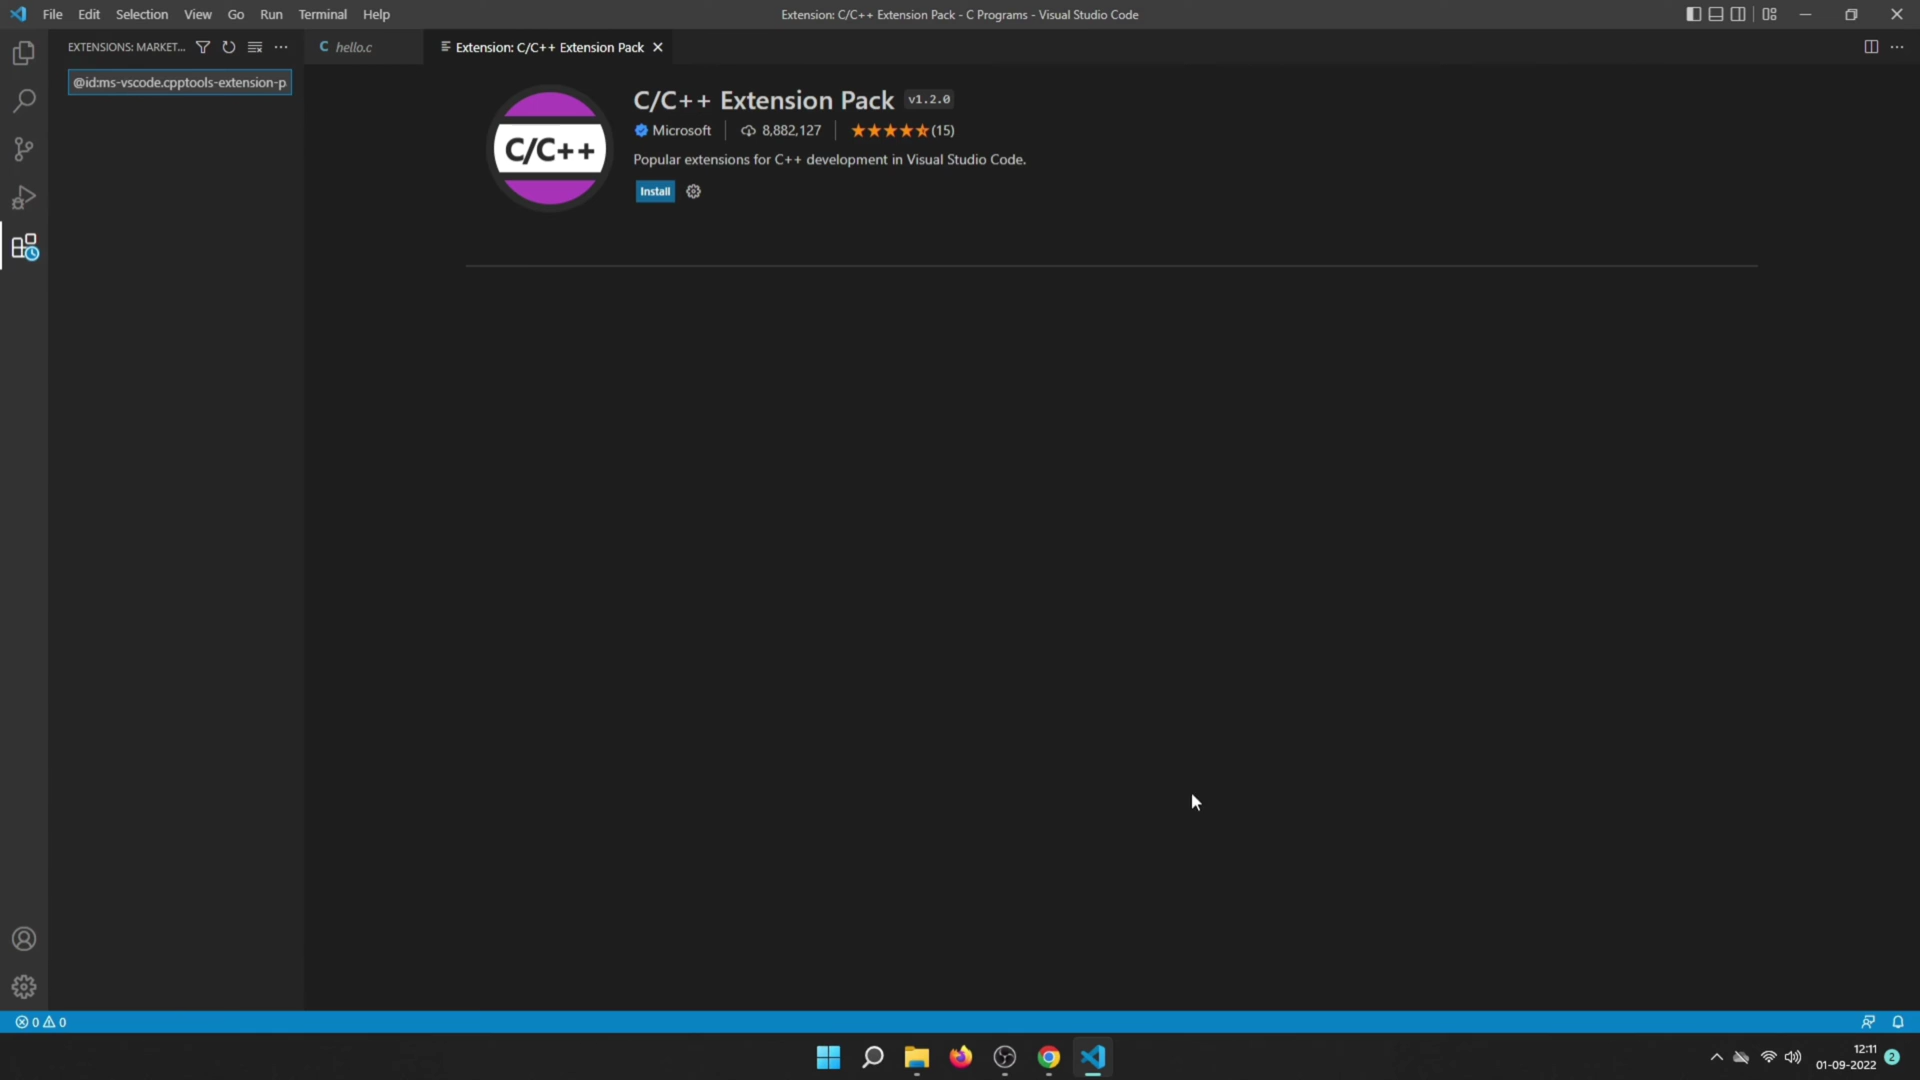 File Edit Selection View Go Run Terminal Help
Extension: C/C++ Extension Pack - C Programs - Visual Studio Code
EXTENSIONS: MARKET...
C hello.c
Extension: C/C++ Extension Pack
@id:ms-vscode.cpptools-extension-p
C/C++
C/C++ Extension Pack v1.2.0
Microsoft 8,882,127 (15)
Popular extensions for C++ development in Visual Studio Code.
Install
0 0
12:11
01-09-2022
2